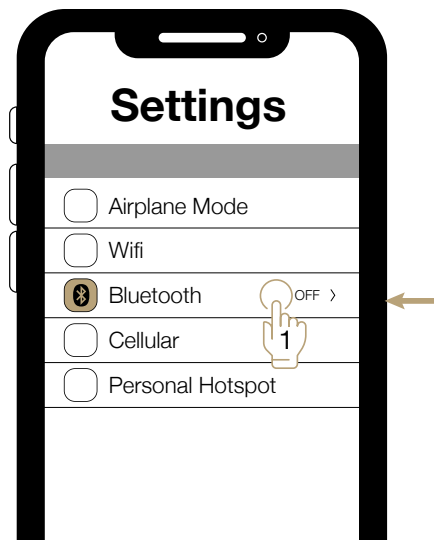 Settings
Airplane Mode
Wifi
Bluetooth OFF
1
Cellular
Personal Hotspot